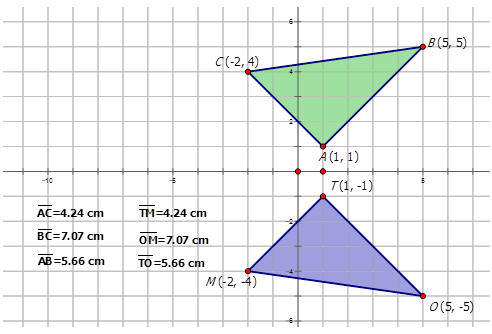 6
B(5, 5)
C(-2, 4)
4
2
A(1, 1)
-10
-5
5
T(1, -1)
AC=4.24 cm TM=4.24 cm
-2
BC=7.07 cm OM=7.07 cm
AB=5.66 cm TO=5.66 cm
-4
M(-2, -4)
O(5, -5)
-6